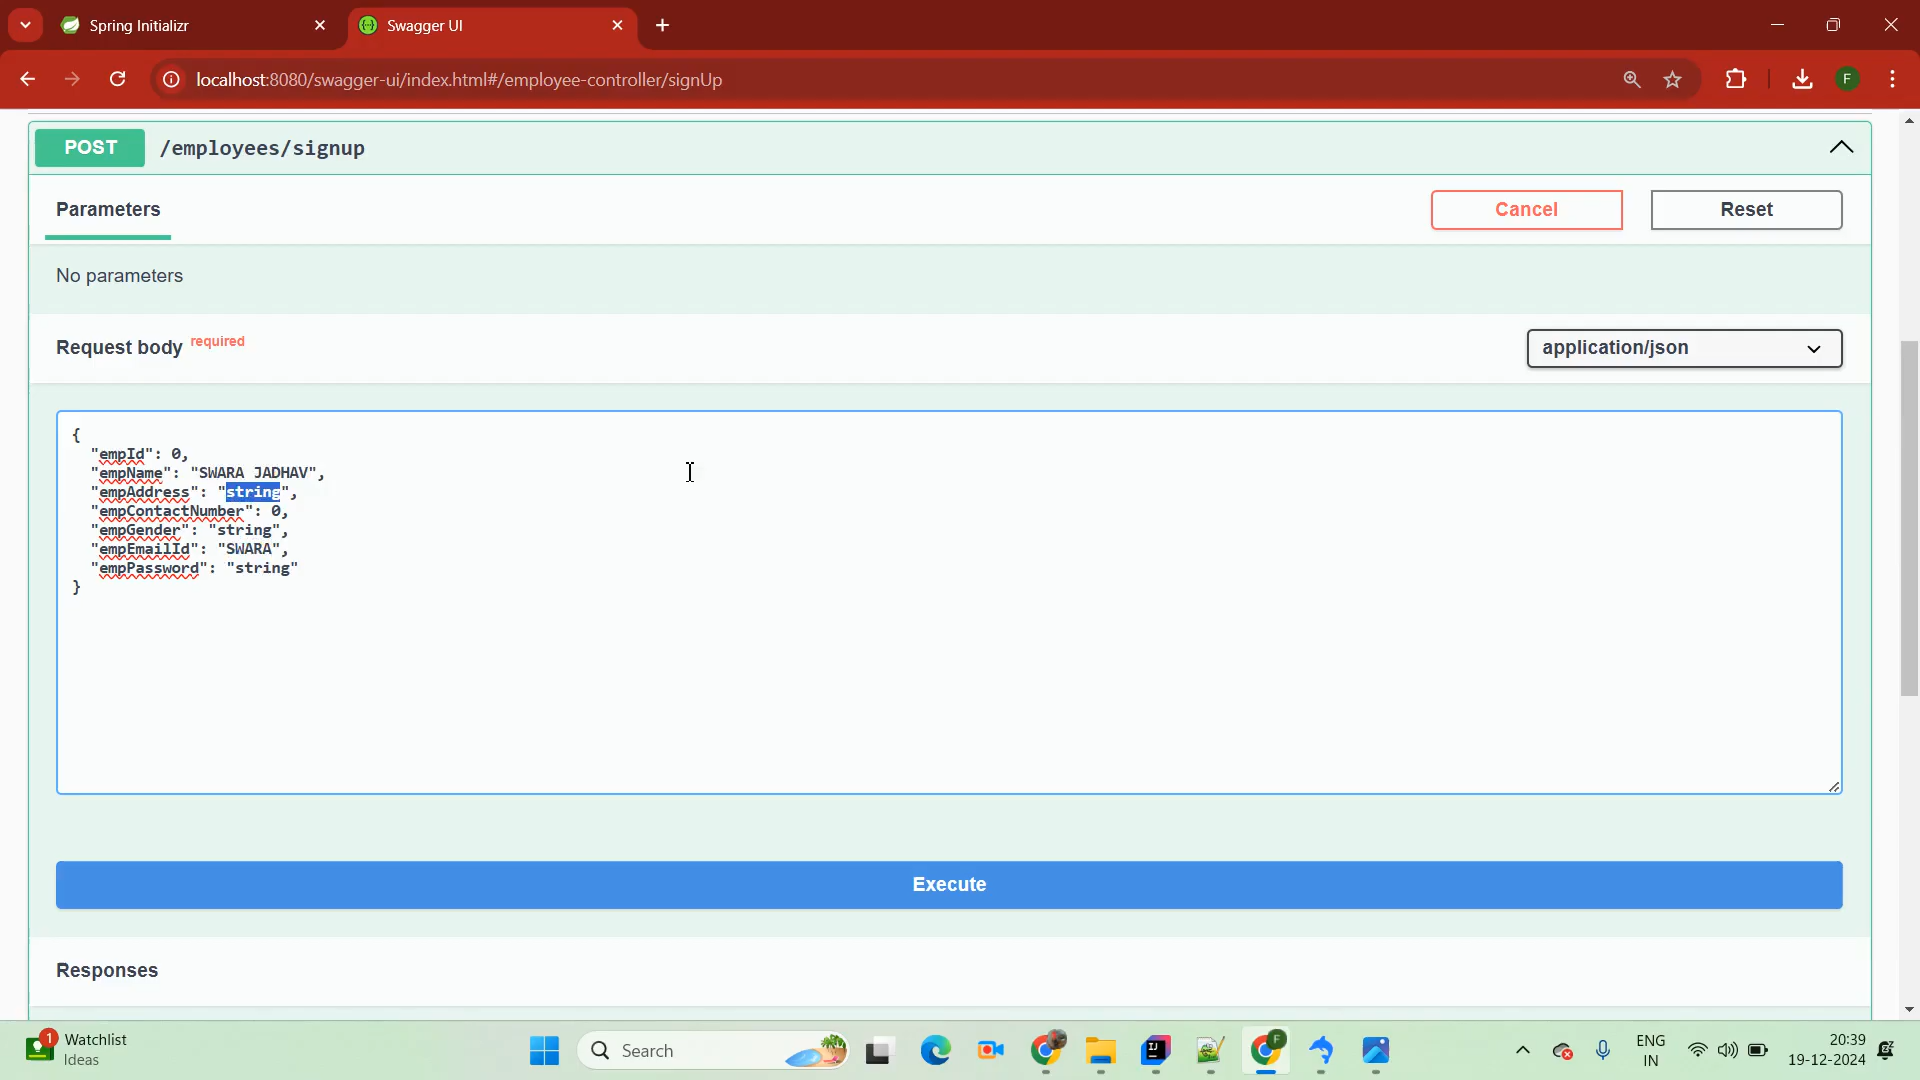 Spring Initializr
Swagger UI
localhost:8080/swagger-ui/index.html#/employee-controller/signUp
F
POST /employees/signup
Parameters
Cancel
Reset
No parameters
Request body required
application/json
{
"empId": 0,
"empName": "SWARA JADHAV",
"empAddress": "string",
"empContactNumber": 0,
"empGender": "string",
"empEmailId": "SWARA",
"empPassword": "string"
}
Execute
Responses
1
Watchlist
Ideas
Search
IJ
F
ENG
IN
20:39
19-12-2024